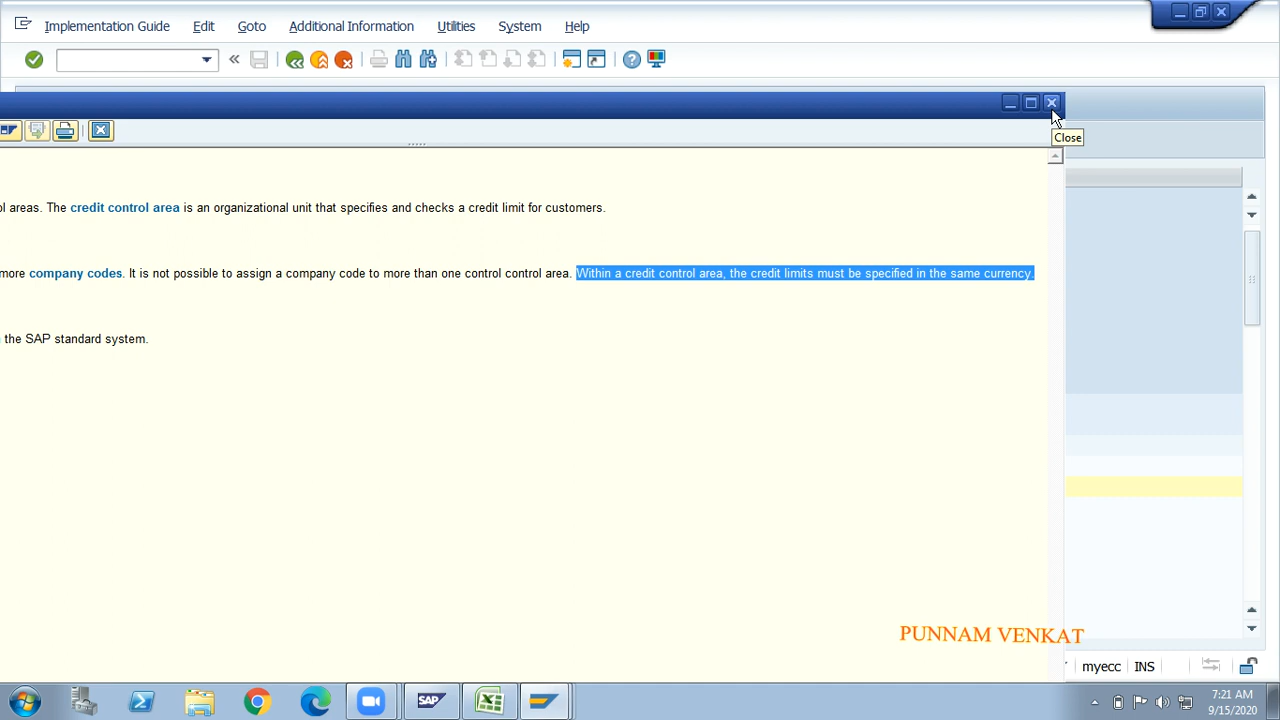 Implementation Guide Edit Goto Additional Information Utilities System Help
Close
areas. The credit control area is an organizational unit that specifies and checks a credit limit for customers.
more company codes. It is not possible to assign a company code to more than one control control area. Within a credit control area, the credit limits must be specified in the same currency.
the SAP standard system.
PUNNAM VENKAT
myecc INS
SAP
7:21 AM
9/15/2020